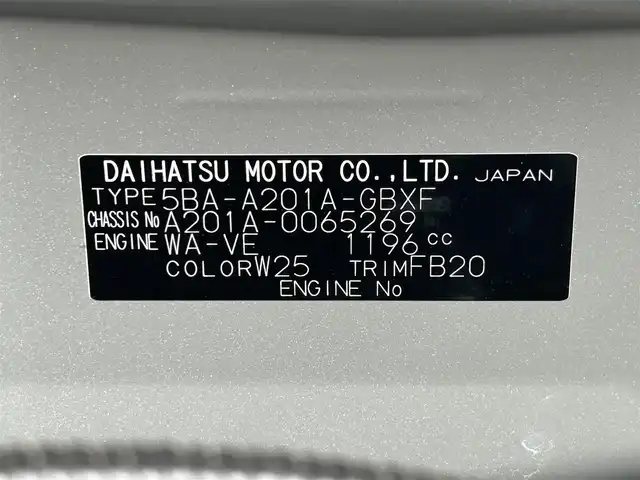 DAIHATSU MOTOR CO.,LTD. JAPAN
TYPE 5BA-A201A-GBXF
CHASSIS No A201A-0065269
ENGINE WA-VE 1196 cc
COLOR W25 TRIM FB20
ENGINE No